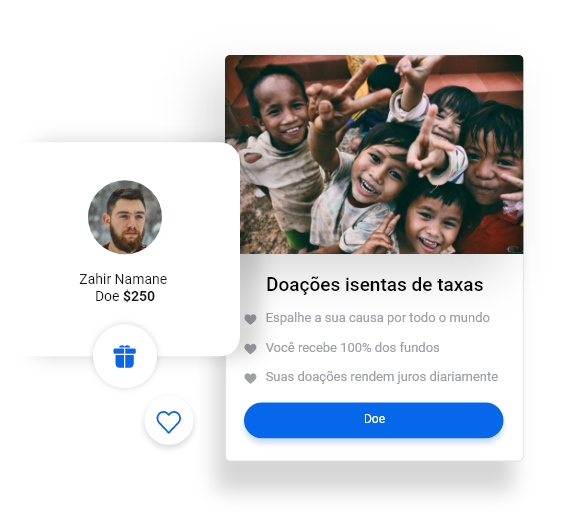 Zahir Namane
Doe $250
Doações isentas de taxas
Espalhe a sua causa por todo o mundo
Você recebe 100% dos fundos
Suas doações rendem juros diariamente
Doe